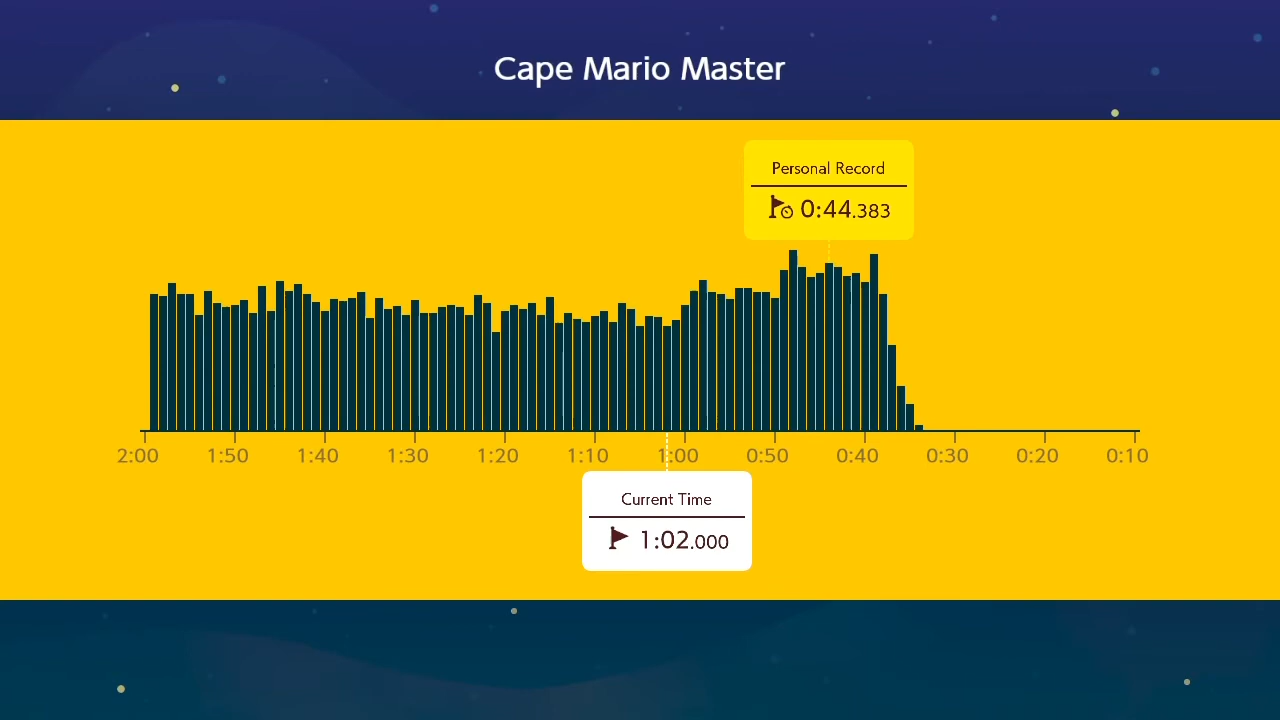 Cape Mario Master
Personal Record
0:44.383
2:00 1:50 1:40 1:30 1:20 1:10 1:00 0:50 0:40 0:30 0:20 0:10
Current Time
1:02.000